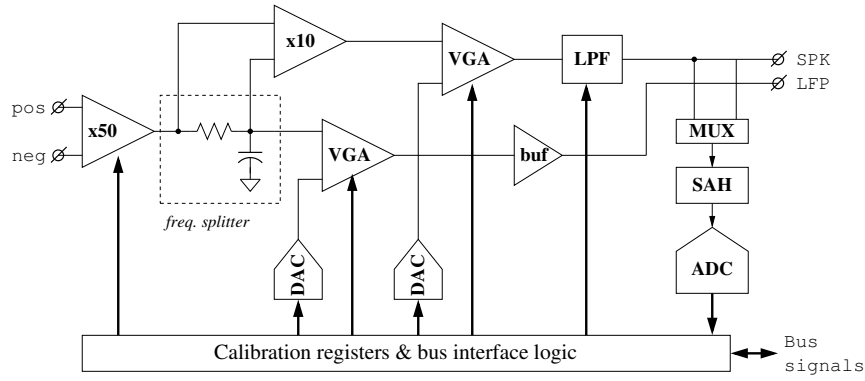 x10
VGA
LPF
SPK
LFP
pos
x50
neg
VGA
buf
MUX
SAH
freq. splitter
DAC
DAC
ADC
Calibration registers & bus interface logic
Bus
signals